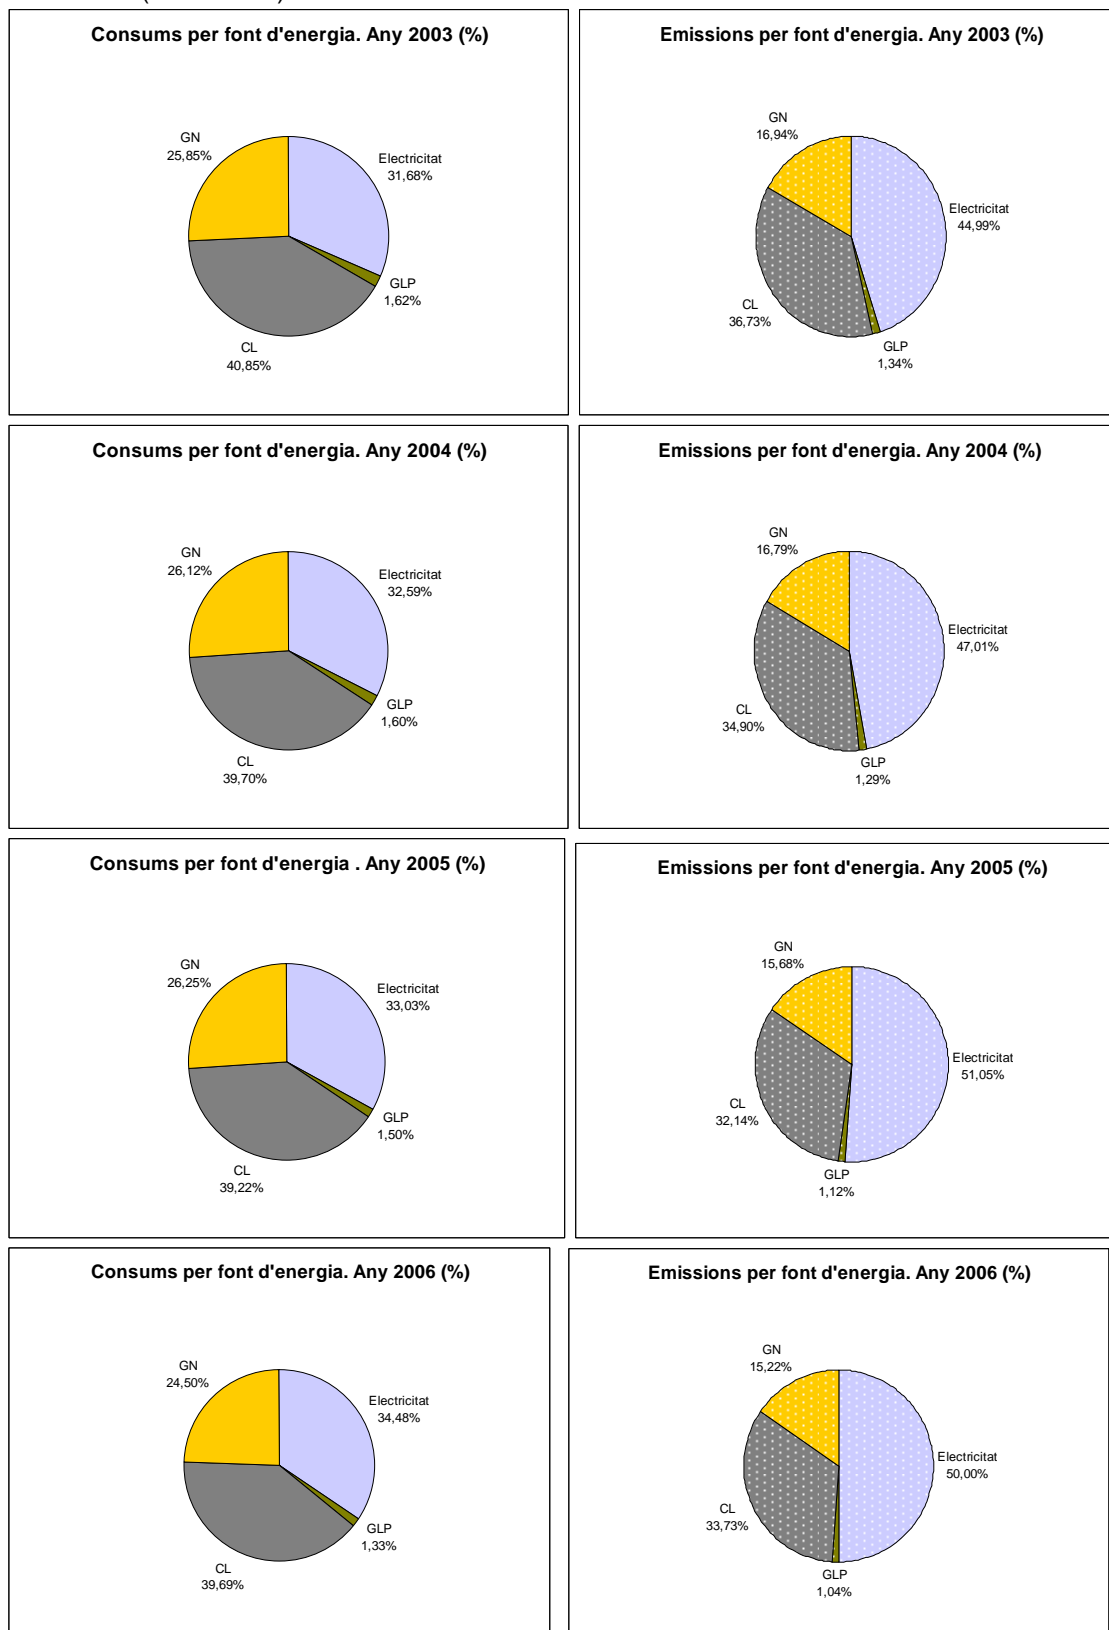 Consums per font d'energia. Any 2003 (%)
GN
25,85%
Electricitat
31,68%
GLP
1,62%
CL
40,85%
Emissions per font d'energia. Any 2003 (%)
GN
16,94%
Electricitat
44,99%
CL
36,73%
GLP
1,34%
Consums per font d'energia. Any 2004 (%)
GN
26,12%
Electricitat
32,59%
GLP
1,60%
CL
39,70%
Emissions per font d'energia. Any 2004 (%)
GN
16,79%
Electricitat
47,01%
CL
34,90%
GLP
1,29%
Consums per font d'energia . Any 2005 (%)
GN
26,25%
Electricitat
33,03%
GLP
1,50%
CL
39,22%
Emissions per font d'energia. Any 2005 (%)
GN
15,68%
Electricitat
51,05%
CL
32,14%
GLP
1,12%
Consums per font d'energia. Any 2006 (%)
GN
24,50%
Electricitat
34,48%
GLP
1,33%
CL
39,69%
Emissions per font d'energia. Any 2006 (%)
GN
15,22%
Electricitat
50,00%
CL
33,73%
GLP
1,04%